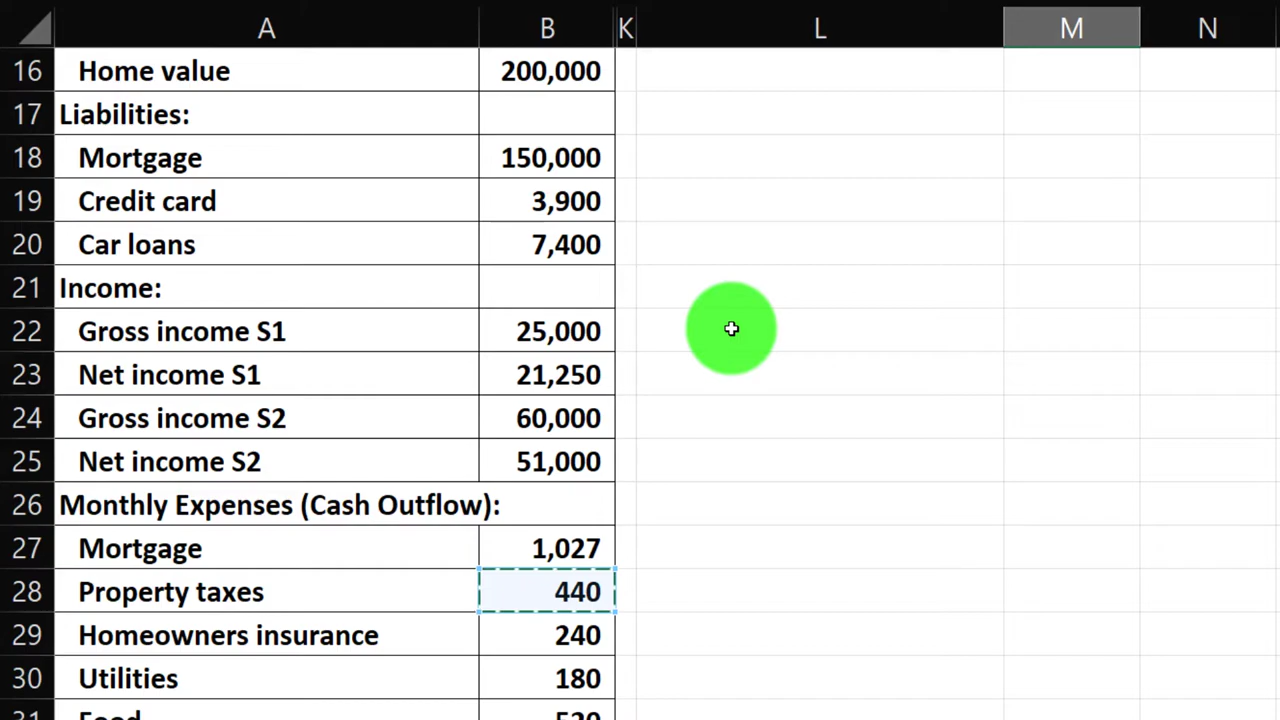 A B K L M N
16 Home value 200,000
17 Liabilities:
18 Mortgage 150,000
19 Credit card 3,900
20 Car loans 7,400
21 Income:
22 Gross income S1 25,000
23 Net income S1 21,250
24 Gross income S2 60,000
25 Net income S2 51,000
26 Monthly Expenses (Cash Outflow):
27 Mortgage 1,027
28 Property taxes 440
29 Homeowners insurance 240
30 Utilities 180
31 Food